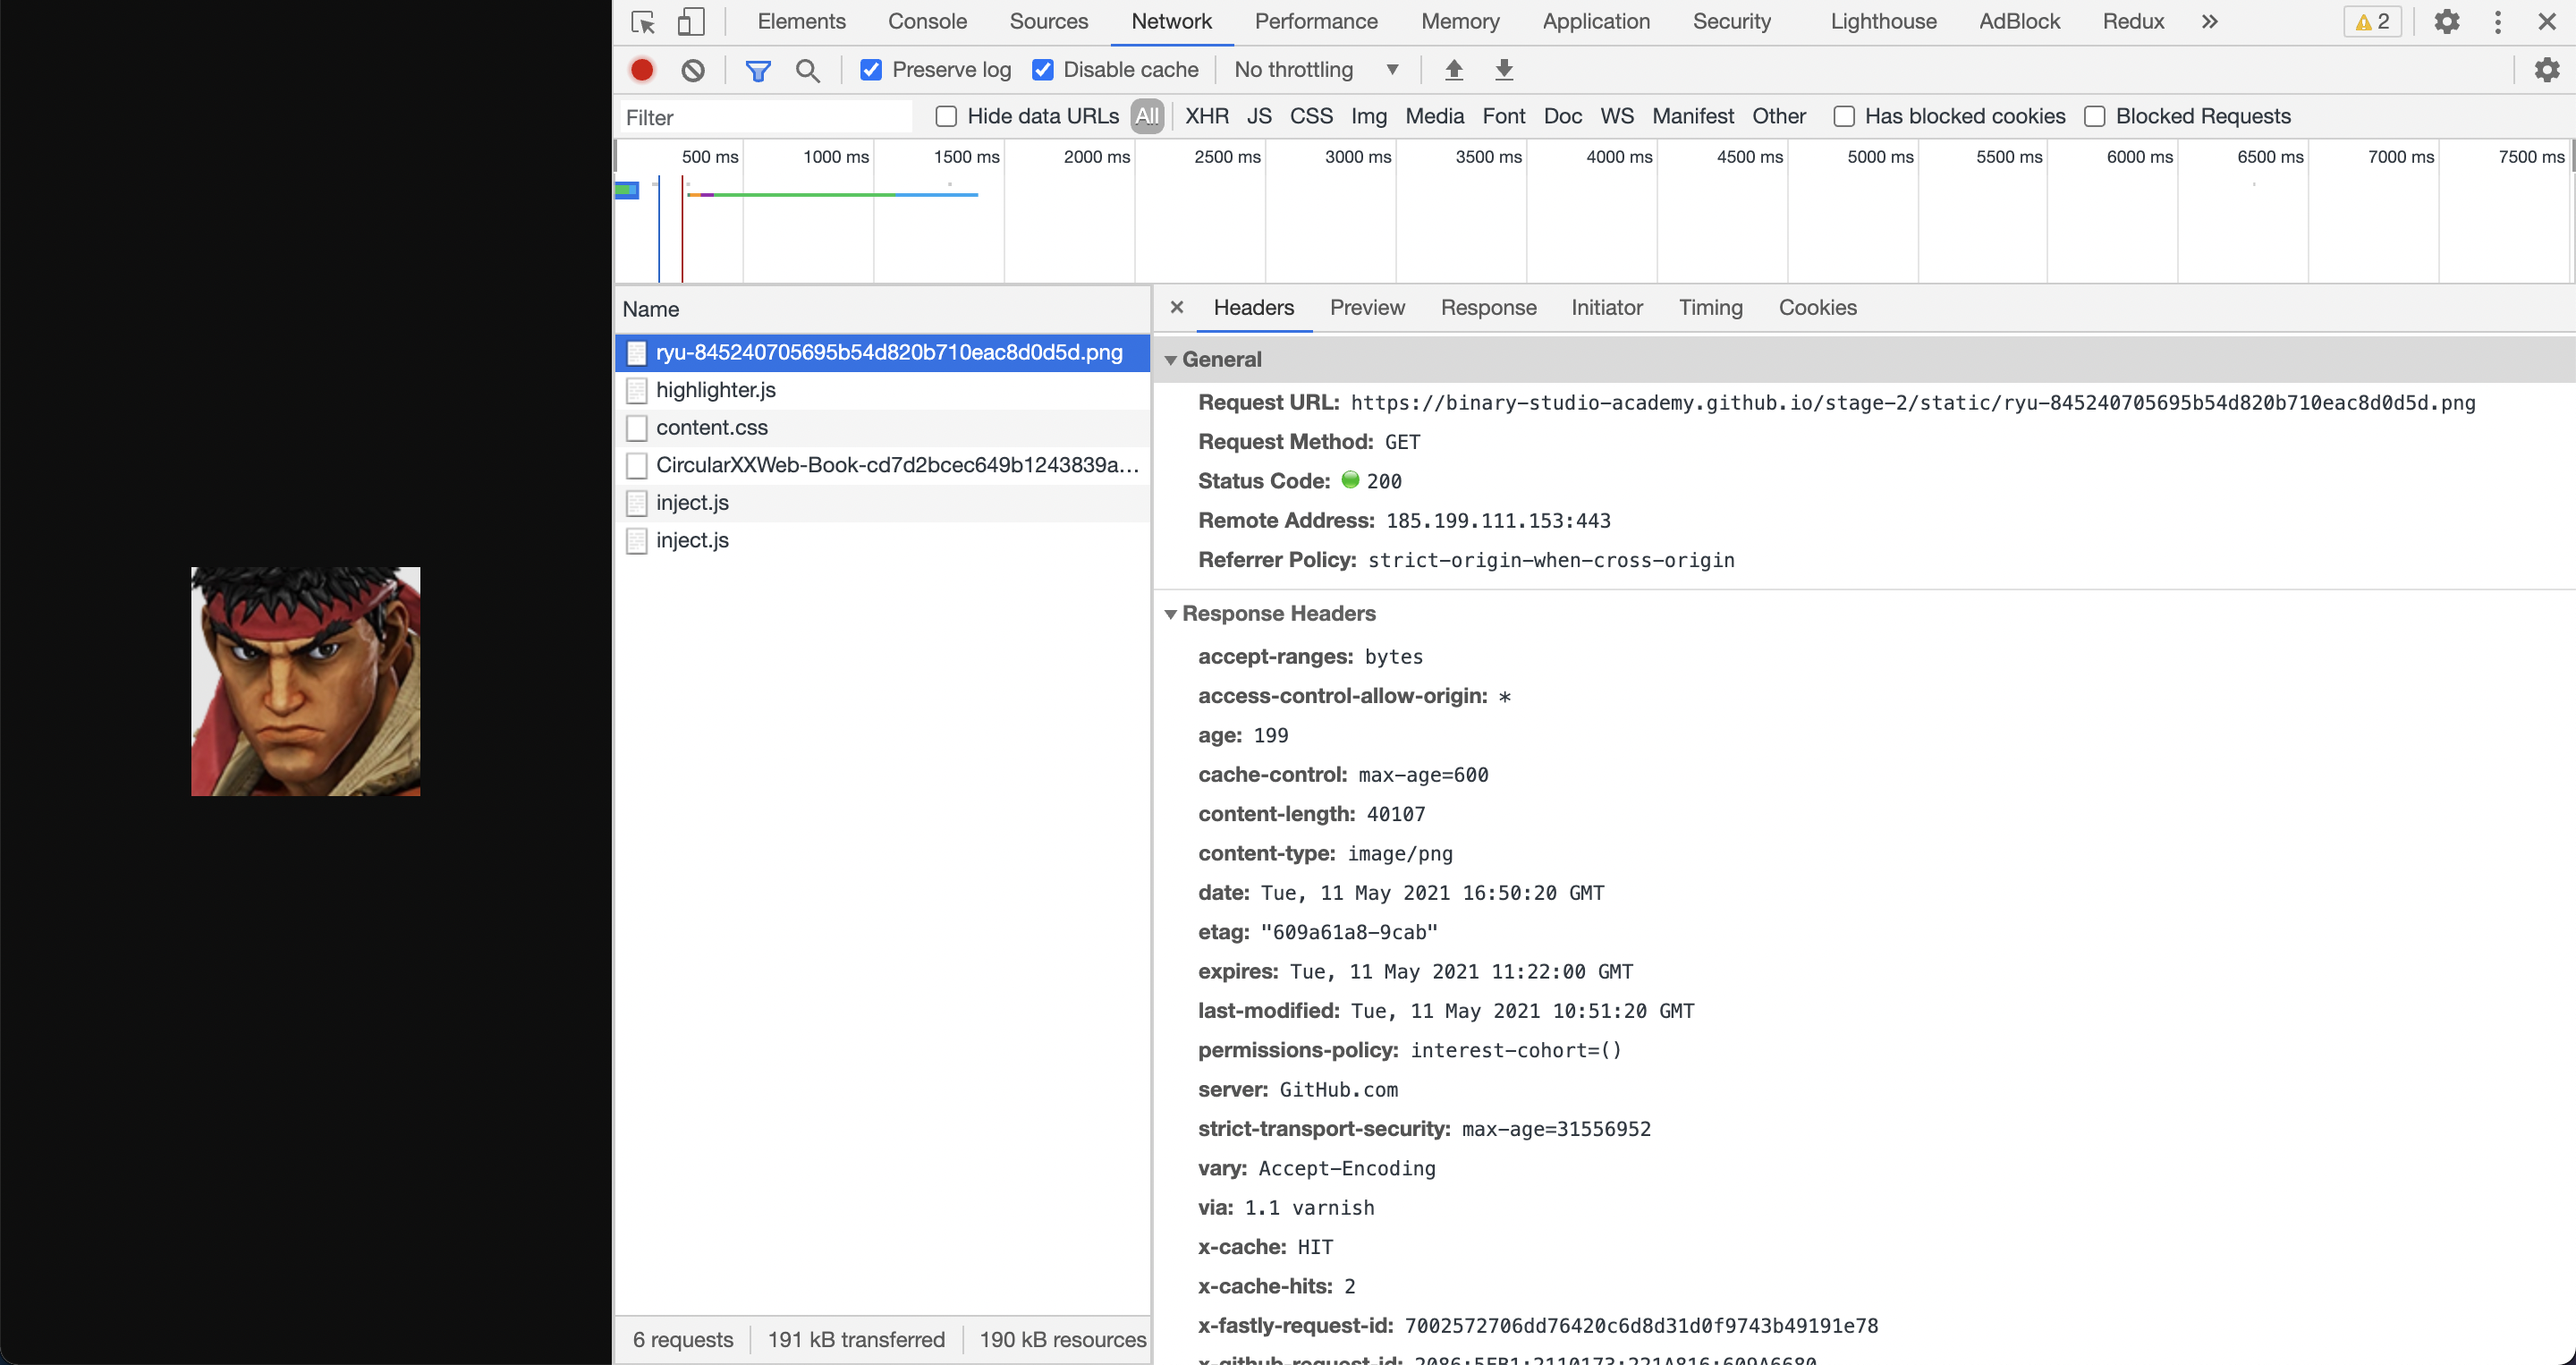 Elements Console Sources Network Performance Memory Application Security Lighthouse AdBlock Redux » 2
Preserve log Disable cache No throttling
Filter Hide data URLs All XHR JS CSS Img Media Font Doc WS Manifest Other Has blocked cookies Blocked Requests
500 ms 1000 ms 1500 ms 2000 ms 2500 ms 3000 ms 3500 ms 4000 ms 4500 ms 5000 ms 5500 ms 6000 ms 6500 ms 7000 ms 7500 ms
Name
ryu-845240705695b54d820b710eac8d0d5d.png
highlighter.js
content.css
CircularXXWeb-Book-cd7d2bcec649b1243839a…
inject.js
inject.js
6 requests 191 kB transferred 190 kB resources
× Headers Preview Response Initiator Timing Cookies
General
Request URL: https://binary-studio-academy.github.io/stage-2/static/ryu-845240705695b54d820b710eac8d0d5d.png
Request Method: GET
Status Code: 200
Remote Address: 185.199.111.153:443
Referrer Policy: strict-origin-when-cross-origin
Response Headers
accept-ranges: bytes
access-control-allow-origin: *
age: 199
cache-control: max-age=600
content-length: 40107
content-type: image/png
date: Tue, 11 May 2021 16:50:20 GMT
etag: "609a61a8-9cab"
expires: Tue, 11 May 2021 11:22:00 GMT
last-modified: Tue, 11 May 2021 10:51:20 GMT
permissions-policy: interest-cohort=()
server: GitHub.com
strict-transport-security: max-age=31556952
vary: Accept-Encoding
via: 1.1 varnish
x-cache: HIT
x-cache-hits: 2
x-fastly-request-id: 7002572706dd76420c6d8d31d0f9743b49191e78
x-github-request-id: